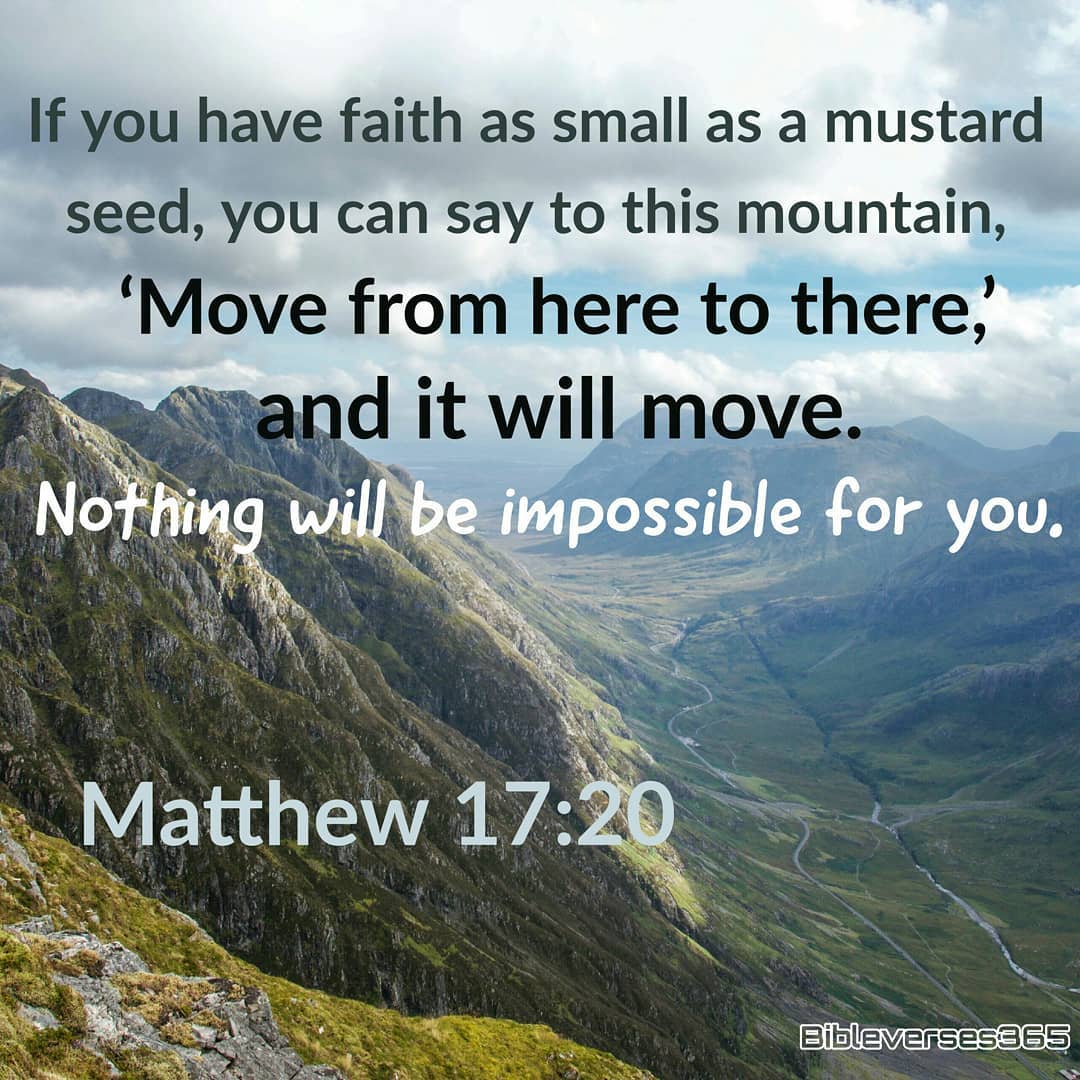 If you have faith as small as a mustard
seed, you can say to this mountain,
‘Move from here to there,’
and it will move.
Nothing will be impossible for you.
Matthew 17:20
Bibleverses365